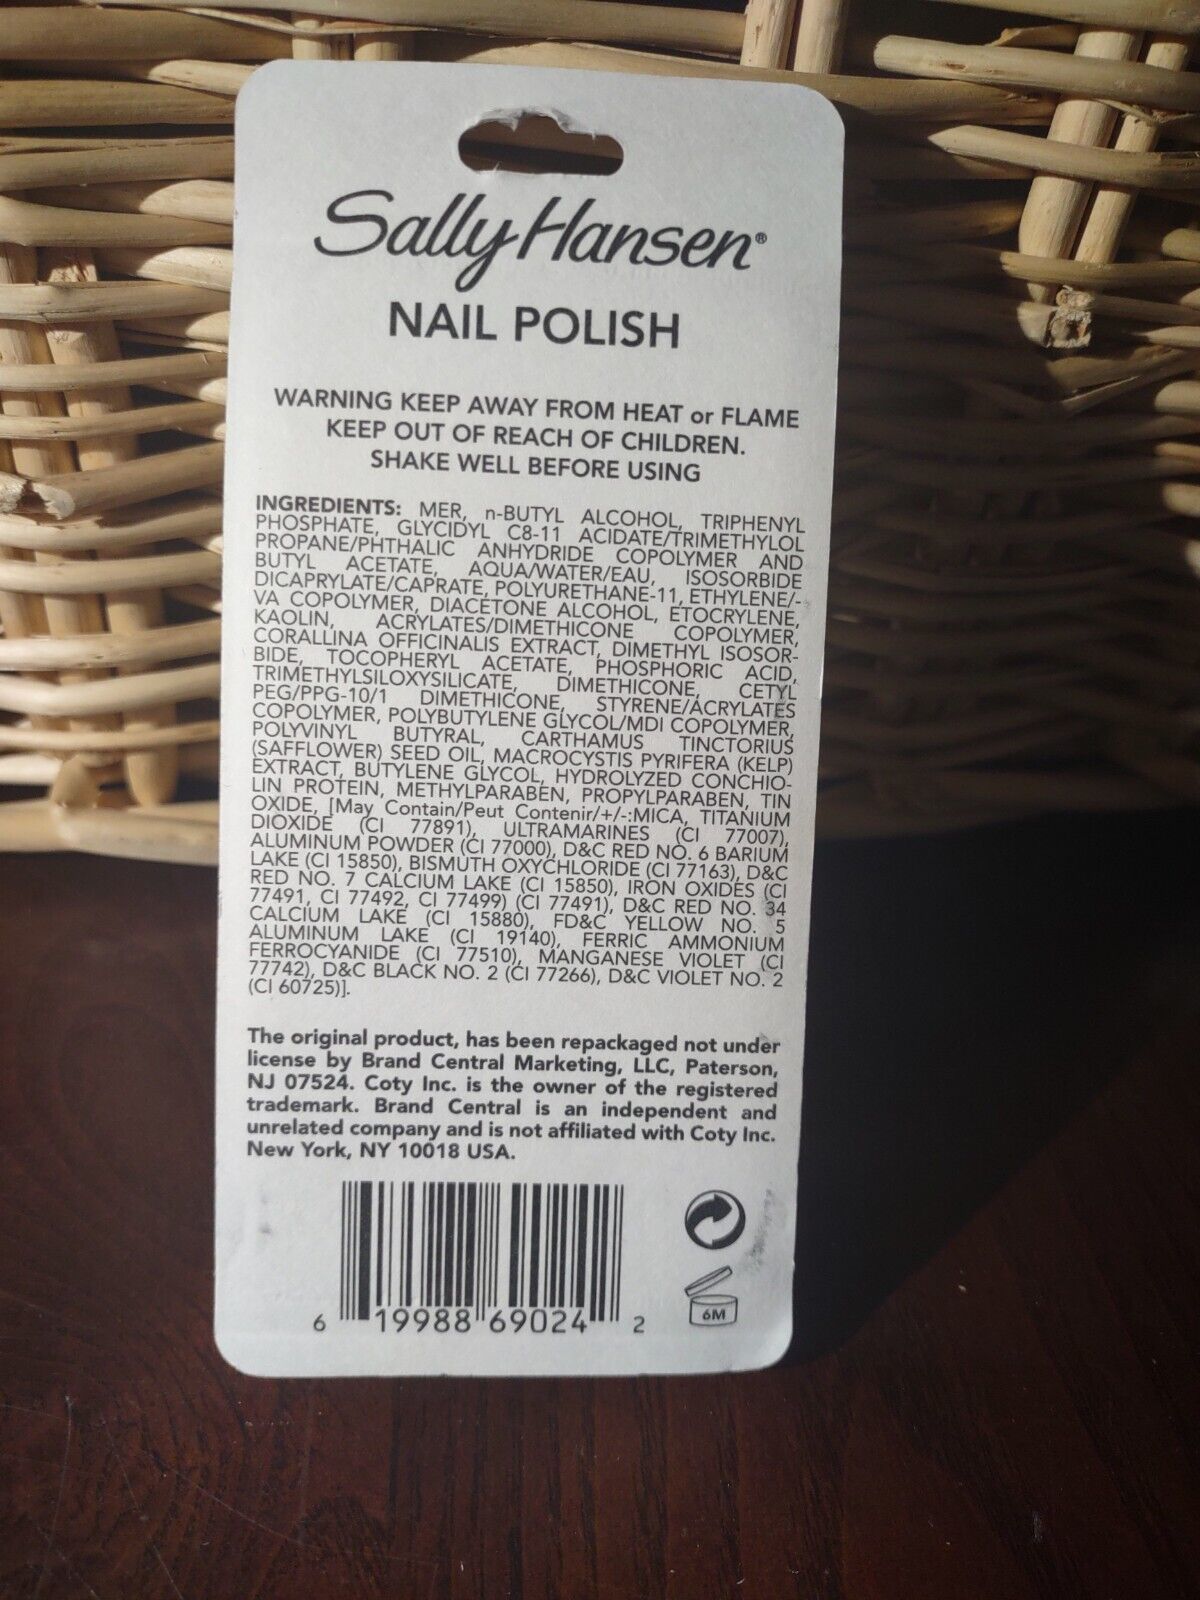 Sally Hansen®
NAIL POLISH
WARNING KEEP AWAY FROM HEAT or FLAME
KEEP OUT OF REACH OF CHILDREN.
SHAKE WELL BEFORE USING
INGREDIENTS: MER, n-BUTYL ALCOHOL, TRIPHENYL
PHOSPHATE, GLYCIDYL C8-11 ACIDATE/TRIMETHYLOL
PROPANE/PHTHALIC ANHYDRIDE COPOLYMER AND
BUTYL ACETATE, AQUA/WATER/EAU, ISOSORBIDE
DICAPRYLATE/CAPRATE, POLYURETHANE-11, ETHYLENE/-
VA COPOLYMER, DIACETONE ALCOHOL, ETOCRYLENE,
KAOLIN, ACRYLATES/DIMETHICONE COPOLYMER,
CORALLINA OFFICINALIS EXTRACT, DIMETHYL ISOSOR-
BIDE, TOCOPHERYL ACETATE, PHOSPHORIC ACID,
TRIMETHYLSILOXYSILICATE, DIMETHICONE, CETYL
PEG/PPG-10/1 DIMETHICONE, STYRENE/ACRYLATES
COPOLYMER, POLYBUTYLENE GLYCOL/MDI COPOLYMER,
POLYVINYL BUTYRAL, CARTHAMUS TINCTORIUS
(SAFFLOWER) SEED OIL, MACROCYSTIS PYRIFERA (KELP)
EXTRACT, BUTYLENE GLYCOL, HYDROLYZED CONCHIO-
LIN PROTEIN, METHYLPARABEN, PROPYLPARABEN, TIN
OXIDE, [May Contain/Peut Contenir/+/-:MICA, TITANIUM
DIOXIDE (CI 77891), ULTRAMARINES (CI 77007),
ALUMINUM POWDER (CI 77000), D&C RED NO. 6 BARIUM
LAKE (CI 15850), BISMUTH OXYCHLORIDE (CI 77163), D&C
RED NO. 7 CALCIUM LAKE (CI 15850), IRON OXIDES (CI
77491, CI 77492, CI 77499) (CI 77491), D&C RED NO. 34
CALCIUM LAKE (CI 15880), FD&C YELLOW NO. 5
ALUMINUM LAKE (CI 19140), FERRIC AMMONIUM
FERROCYANIDE (CI 77510), MANGANESE VIOLET (CI
77742), D&C BLACK NO. 2 (CI 77266), D&C VIOLET NO. 2
(CI 60725)].
The original product, has been repackaged not under
license by Brand Central Marketing, LLC, Paterson,
NJ 07524. Coty Inc. is the owner of the registered
trademark. Brand Central is an independent and
unrelated company and is not affiliated with Coty Inc.
New York, NY 10018 USA.
6 19988 69024 2
6M